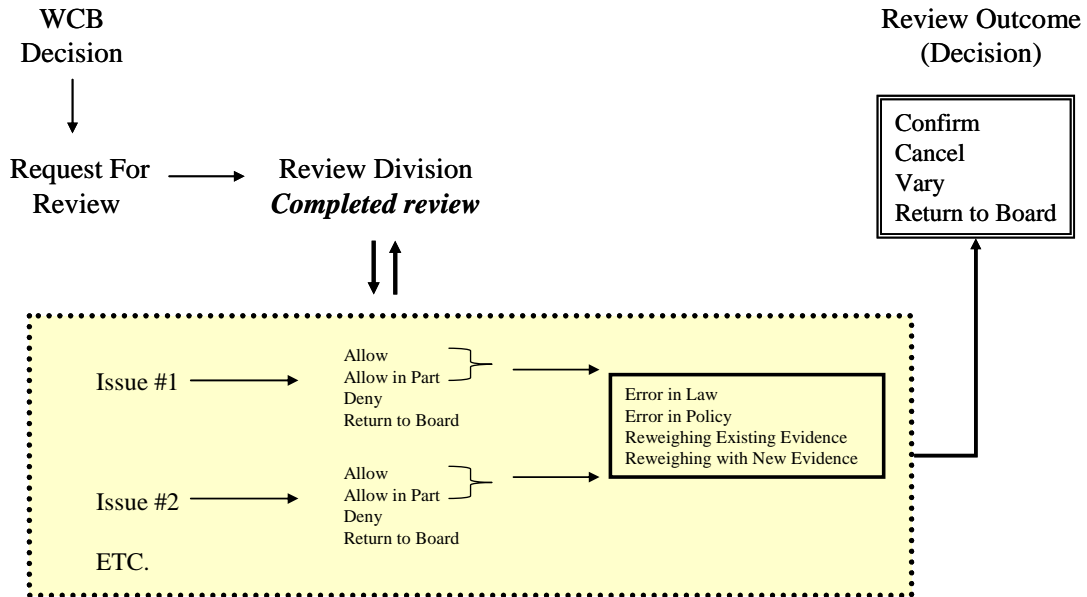 WCB
Decision
Request For
Review
Review Division
Completed review
Review Outcome
(Decision)
Confirm
Cancel
Vary
Return to Board
Issue #1
Allow
Allow in Part
Deny
Return to Board
Error in Law
Error in Policy
Reweighing Existing Evidence
Reweighing with New Evidence
Issue #2
Allow
Allow in Part
Deny
Return to Board
ETC.